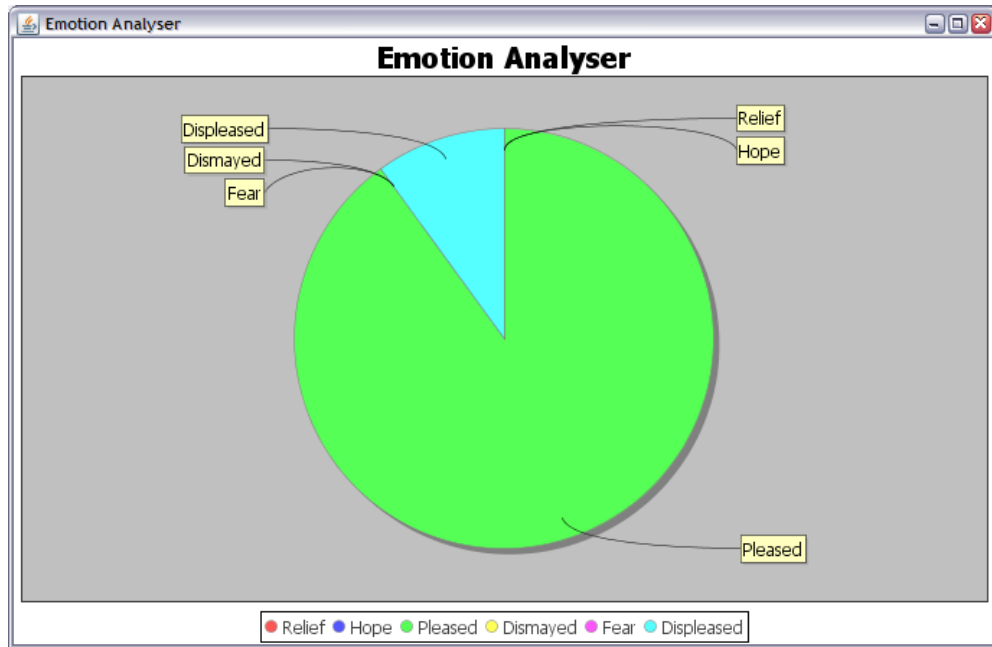 Emotion Analyser
Emotion Analyser
Displeased
Dismayed
Fear
Relief
Hope
Pleased
Relief Hope Pleased Dismayed Fear Displeased